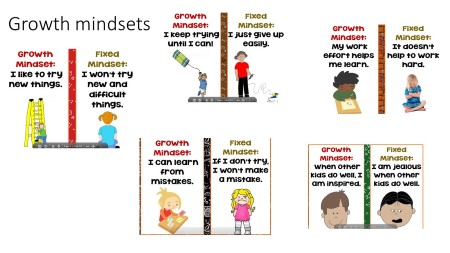 Growth mindsets
Growth
Mindset:
I like to try
new things.
Fixed
Mindset:
I won't try
new and
difficult
things.
Growth
Mindset:
I keep trying
until I can!
Fixed
Mindset:
I just give up
easily.
Growth
Mindset:
My work
effort helps
me learn.
Fixed
Mindset:
It doesn't
help to work
hard.
Growth
Mindset:
I can learn
from
mistakes.
Fixed
Mindset:
If I don't try,
I won't make
a mistake.
Growth
Mindset:
When other
kids do well, I
am inspired.
Fixed
Mindset:
I am jealous
when other
kids do well.